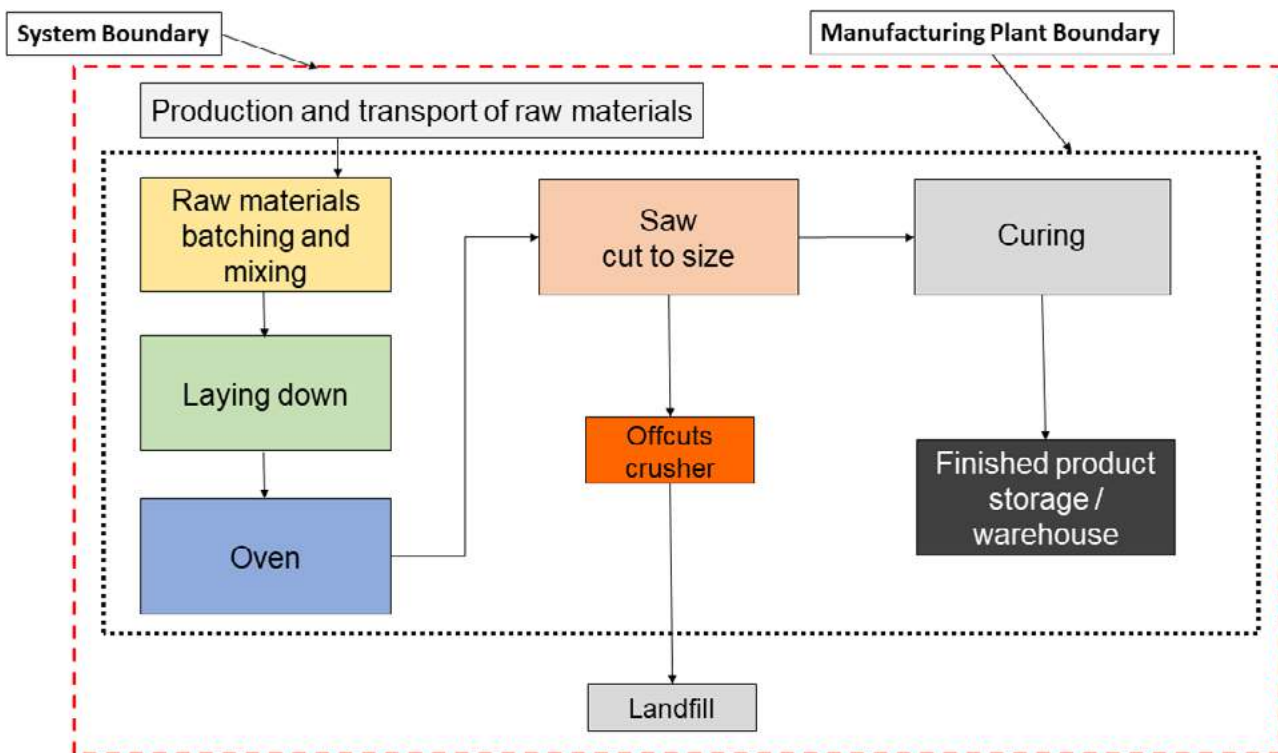 System Boundary
Manufacturing Plant Boundary
Production and transport of raw materials
Raw materials
batching and
mixing
Saw
cut to size
Curing
Laying down
Offcuts
crusher
Finished product
storage /
warehouse
Oven
Landfill